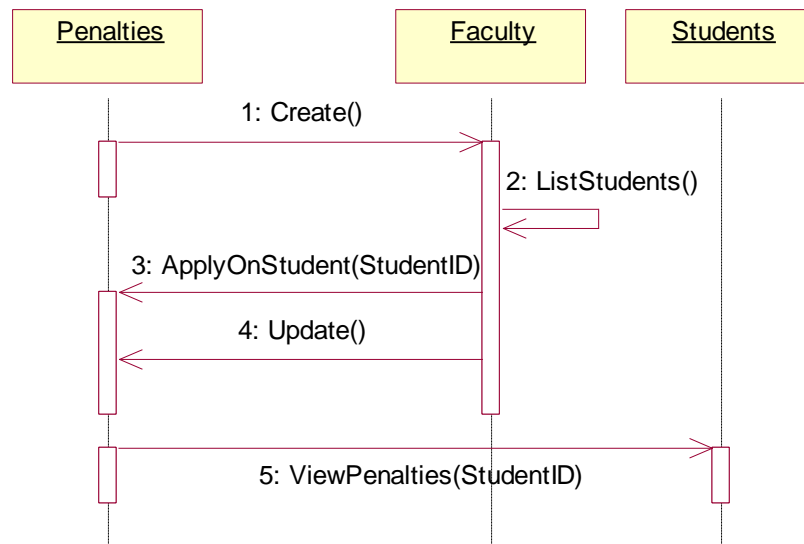 Penalties
Faculty
Students
1: Create()
2: ListStudents()
3: ApplyOnStudent(StudentID)
4: Update()
5: ViewPenalties(StudentID)